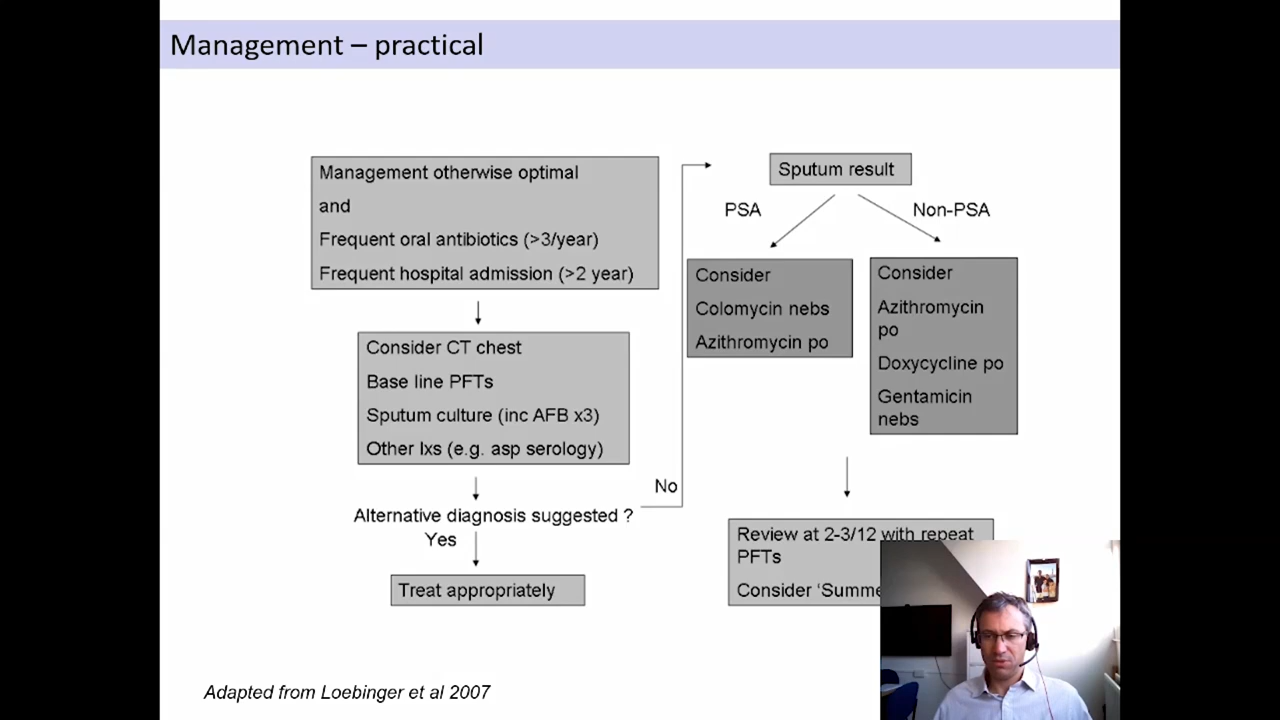 Management – practical
Management otherwise optimal
and
Frequent oral antibiotics (>3/year)
Frequent hospital admission (>2 year)
Consider CT chest
Base line PFTs
Sputum culture (inc AFB x3)
Other Ixs (e.g. asp serology)
Alternative diagnosis suggested ?
No
Yes
Treat appropriately
Sputum result
PSA
Non-PSA
Consider
Colomycin nebs
Azithromycin po
Consider
Azithromycin
po
Doxycycline po
Gentamicin
nebs
Review at 2-3/12 with repeat
PFTs
Consider
Adapted from Loebinger et al 2007